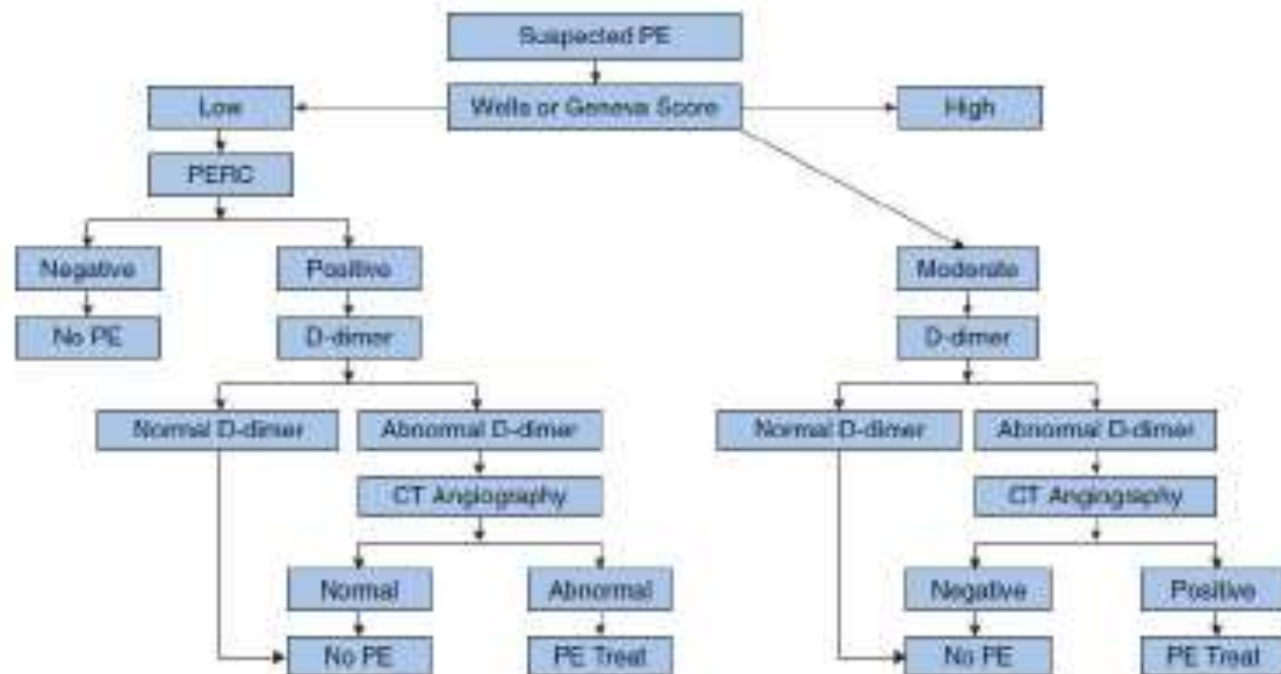 Suspected PE
Low
Wells or Geneva Score
High
PERC
Negative
Positive
Moderate
No PE
D-dimer
D-dimer
Normal D-dimer
Abnormal D-dimer
Normal D-dimer
Abnormal D-dimer
CT Angiography
CT Angiography
Normal
Abnormal
Negative
Positive
No PE
PE Treat
No PE
PE Treat